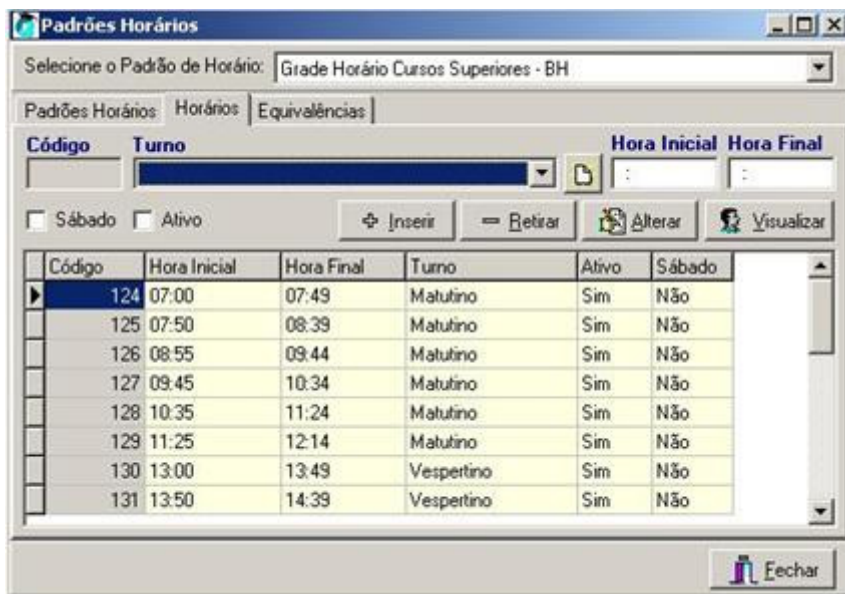 Padrões Horários
Selecione o Padrão de Horário: Grade Horário Cursos Superiores - BH
Padrões Horários Horários Equivalências
Código Turno Hora Inicial Hora Final
: :
Sábado Ativo Inserir Retirar Alterar Visualizar
Código Hora Inicial Hora Final Turno Ativo Sábado
124 07:00 07:49 Matutino Sim Não
125 07:50 08:39 Matutino Sim Não
126 08:55 09:44 Matutino Sim Não
127 09:45 10:34 Matutino Sim Não
128 10:35 11:24 Matutino Sim Não
129 11:25 12:14 Matutino Sim Não
130 13:00 13:49 Vespertino Sim Não
131 13:50 14:39 Vespertino Sim Não
Fechar